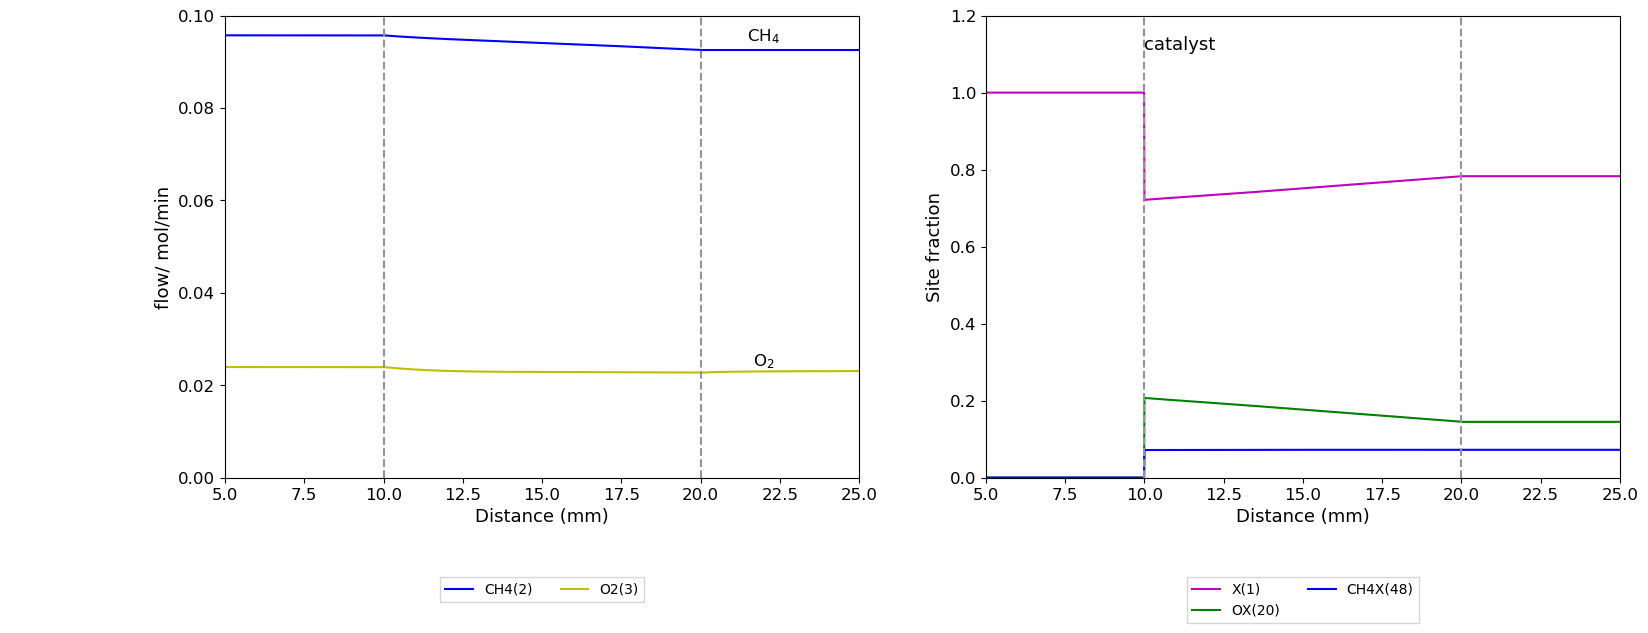 0.10
0.08
0.06
0.04
0.02
0.00
flow/ mol/min
CH₄
O₂
5.0 7.5 10.0 12.5 15.0 17.5 20.0 22.5 25.0
Distance (mm)
CH4(2) O2(3)
1.2
1.0
0.8
0.6
0.4
0.2
0.0
Site fraction
catalyst
5.0 7.5 10.0 12.5 15.0 17.5 20.0 22.5 25.0
Distance (mm)
X(1) CH4X(48)
OX(20)